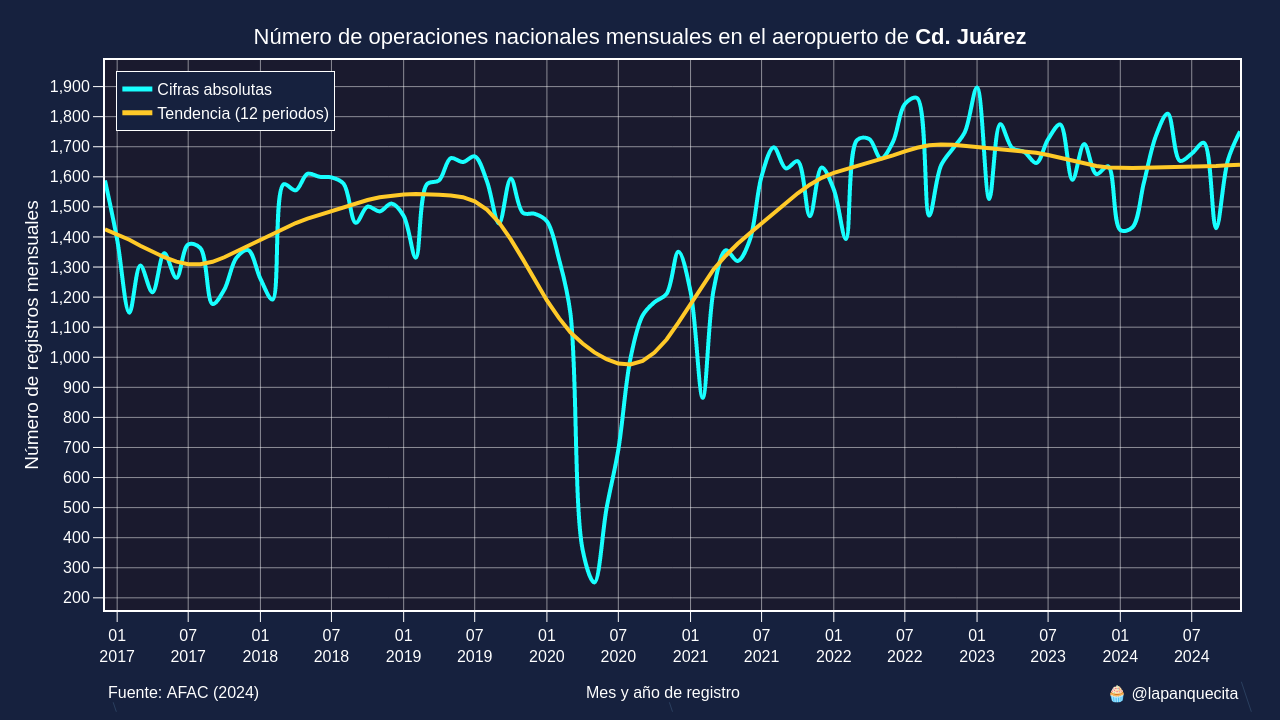 Número de operaciones nacionales mensuales en el aeropuerto de Cd. Juárez
Cifras absolutas
Tendencia (12 periodos)
Número de registros mensuales
1,900
1,800
1,700
1,600
1,500
1,400
1,300
1,200
1,100
1,000
900
800
700
600
500
400
300
200
01 07 01 07 01 07 01 07 01 07 01 07 01 07 01 07
2017 2017 2018 2018 2019 2019 2020 2020 2021 2021 2022 2022 2023 2023 2024 2024
Fuente: AFAC (2024) Mes y año de registro 🧁 @lapanquecita